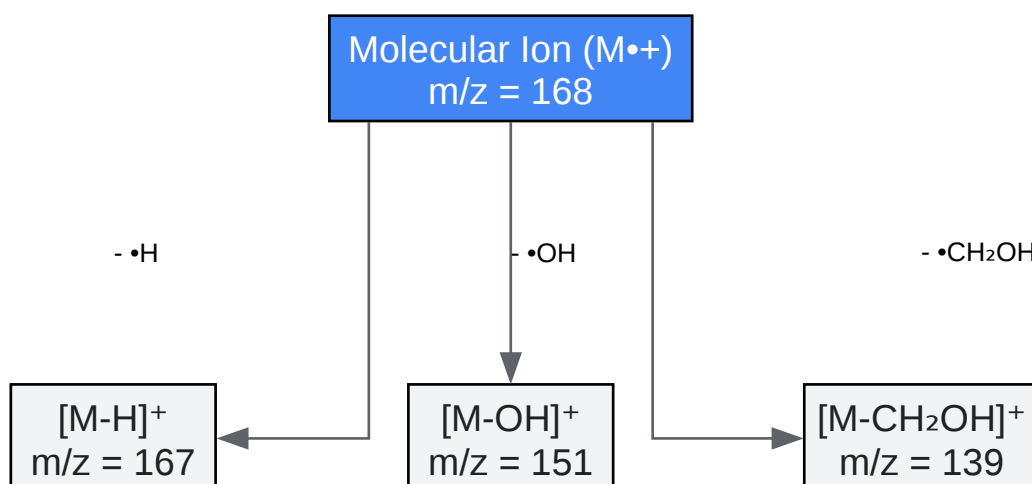 Molecular Ion (M•+)
m/z = 168
- •H
- •OH
- •CH₂OH
[M-H]⁺
m/z = 167
[M-OH]⁺
m/z = 151
[M-CH₂OH]⁺
m/z = 139